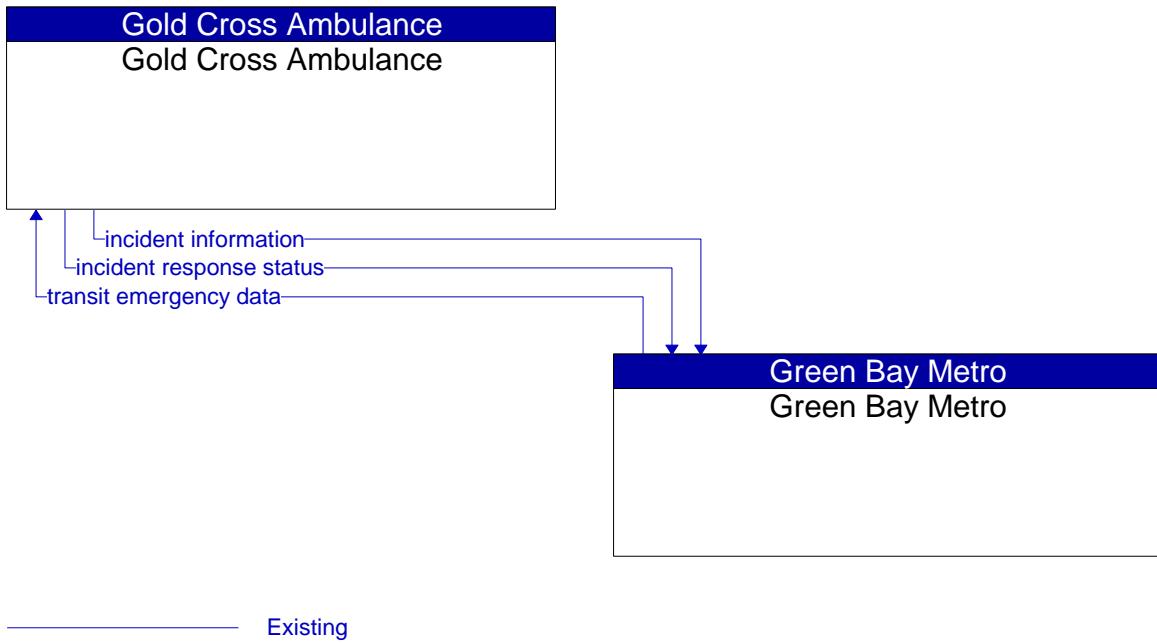 Gold Cross Ambulance
Gold Cross Ambulance
incident information
incident response status
transit emergency data
Green Bay Metro
Green Bay Metro
Existing